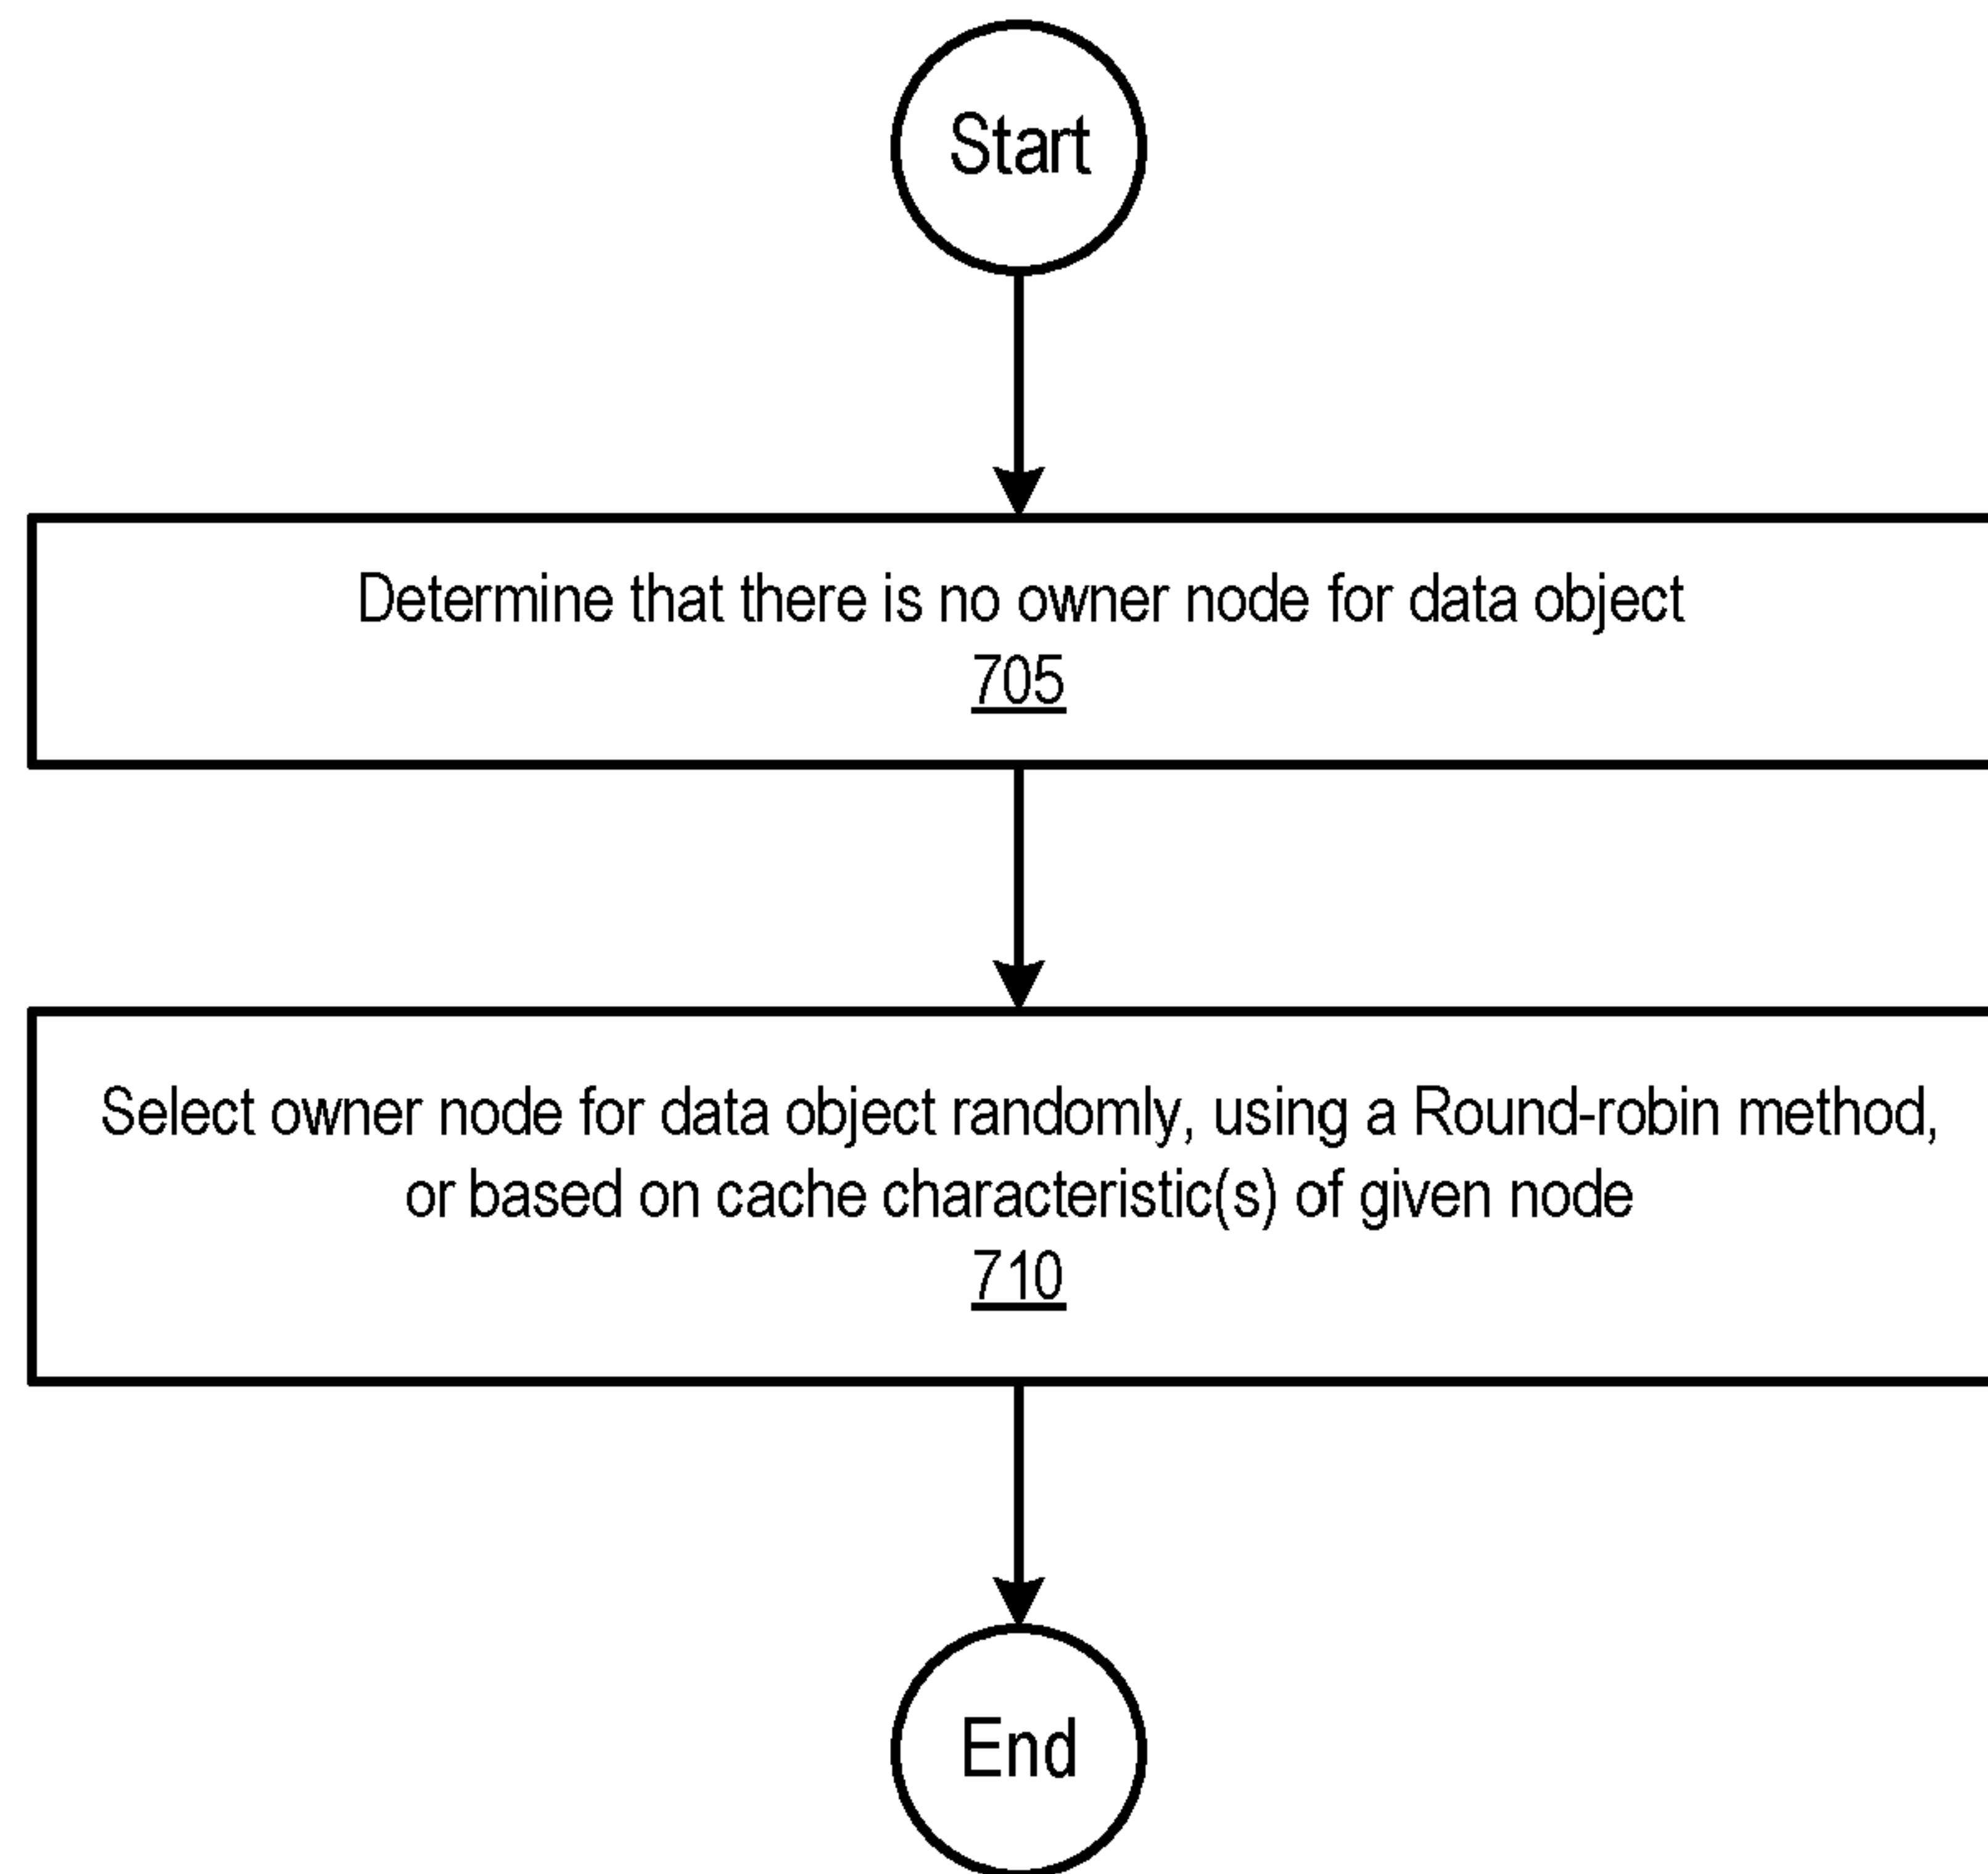 Start
Determine that there is no owner node for data object
705
Select owner node for data object randomly, using a Round-robin method,
or based on cache characteristic(s) of given node
710
End